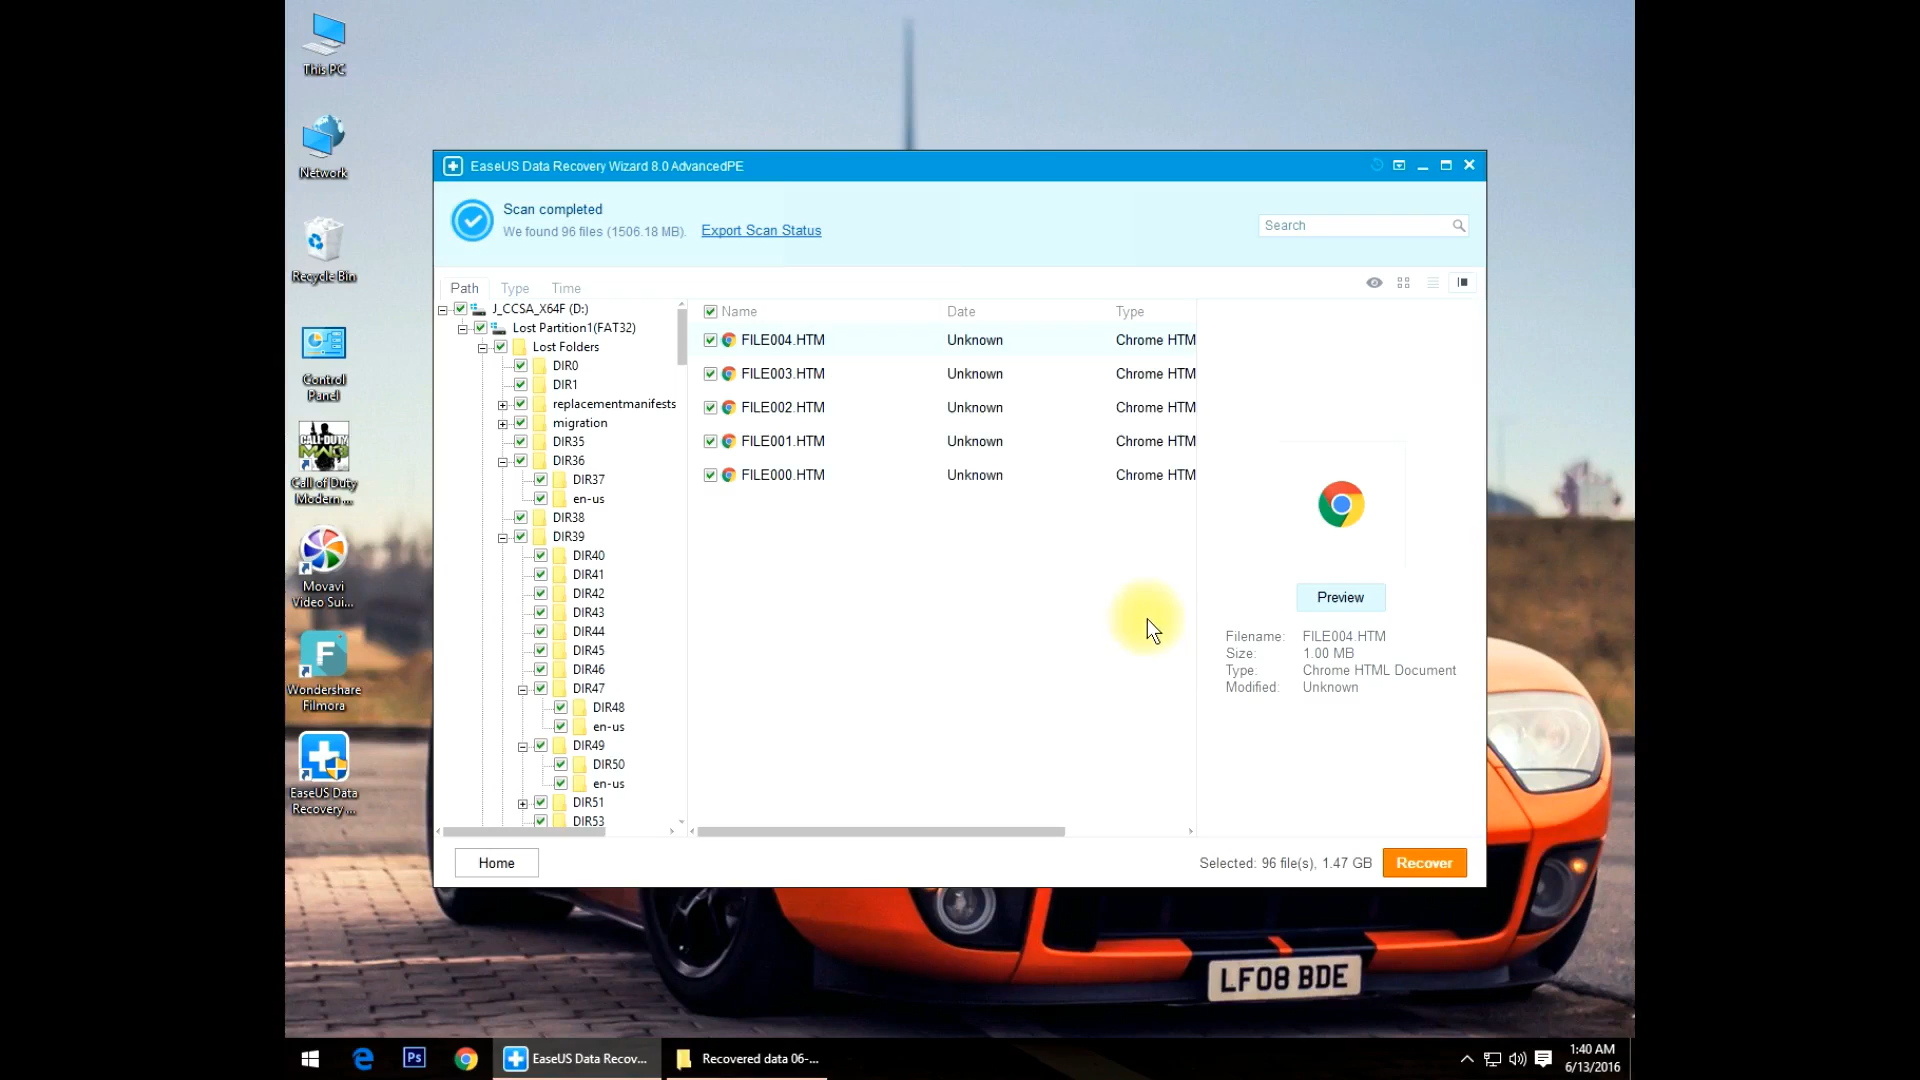 This PC
Network
Recycle Bin
Control
Panel
CALL OF DUTY
MW3
Call of Duty
Modern ...
Movavi
Video Sui...
Wondershare
Filmora
EaseUS Data
Recovery ...
EaseUS Data Recovery Wizard 8.0 AdvancedPE
Scan completed
We found 96 files (1506.18 MB).
Export Scan Status
Search
Path Type Time
J_CCSA_X64F (D:)
Lost Partition1(FAT32)
Lost Folders
DIR0
DIR1
replacementmanifests
migration
DIR35
DIR36
DIR37
en-us
DIR38
DIR39
DIR40
DIR41
DIR42
DIR43
DIR44
DIR45
DIR46
DIR47
DIR48
en-us
DIR49
DIR50
en-us
DIR51
DIR53
Name Date Type
FILE004.HTM Unknown Chrome HTM
FILE003.HTM Unknown Chrome HTM
FILE002.HTM Unknown Chrome HTM
FILE001.HTM Unknown Chrome HTM
FILE000.HTM Unknown Chrome HTM
Preview
Filename: FILE004.HTM
Size: 1.00 MB
Type: Chrome HTML Document
Modified: Unknown
Home
Selected: 96 file(s), 1.47 GB
Recover
LF08 BDE
Ps
EaseUS Data Recov...
Recovered data 06-...
1:40 AM
6/13/2016